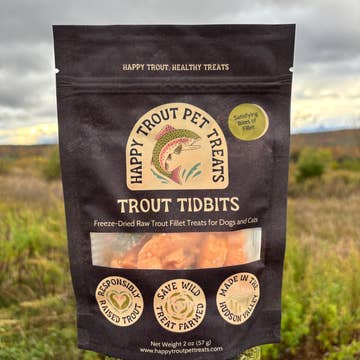 HAPPY TROUT, HEALTHY TREATS
Satisfying
Bites of
Fillet
HAPPY TROUT PET TREATS
TROUT TIDBITS
Freeze-Dried Raw Trout Fillet Treats for Dogs and Cats
RESPONSIBLY
RAISED TROUT
SAVE WILD
TREAT FARMED
MADE IN THE
HUDSON VALLEY
Net Weight 2 oz (57 g)
www.happytroutpettreats.com